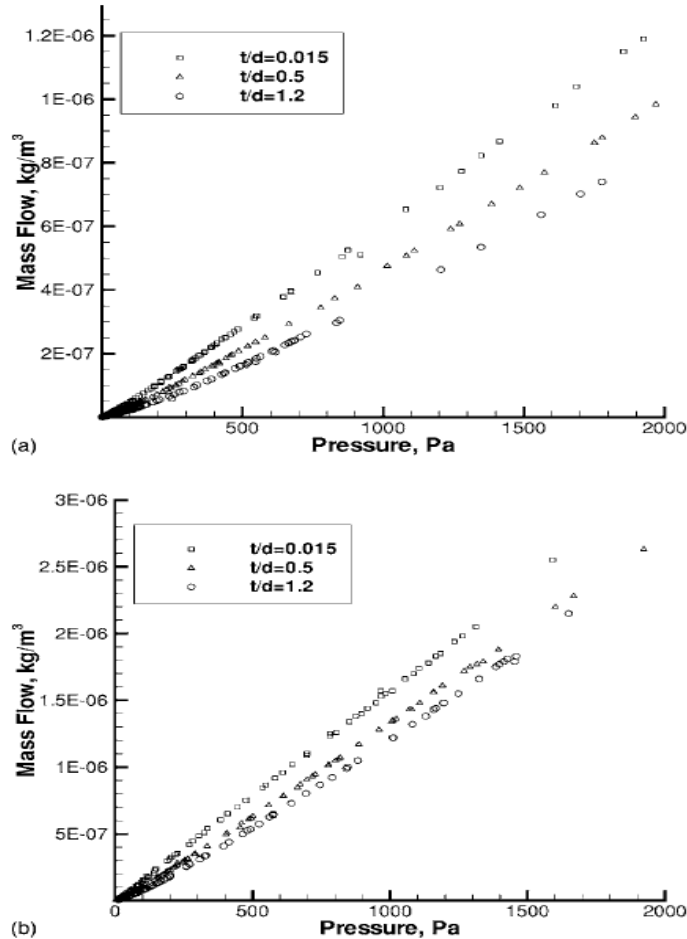 1.2E-06
1E-06
8E-07
6E-07
4E-07
2E-07
Mass Flow, kg/m³
t/d=0.015
t/d=0.5
t/d=1.2
500
1000
1500
2000
Pressure, Pa
(a)
3E-06
2.5E-06
2E-06
1.5E-06
1E-06
5E-07
Mass Flow, kg/m³
t/d=0.015
t/d=0.5
t/d=1.2
0
500
1000
1500
2000
Pressure, Pa
(b)